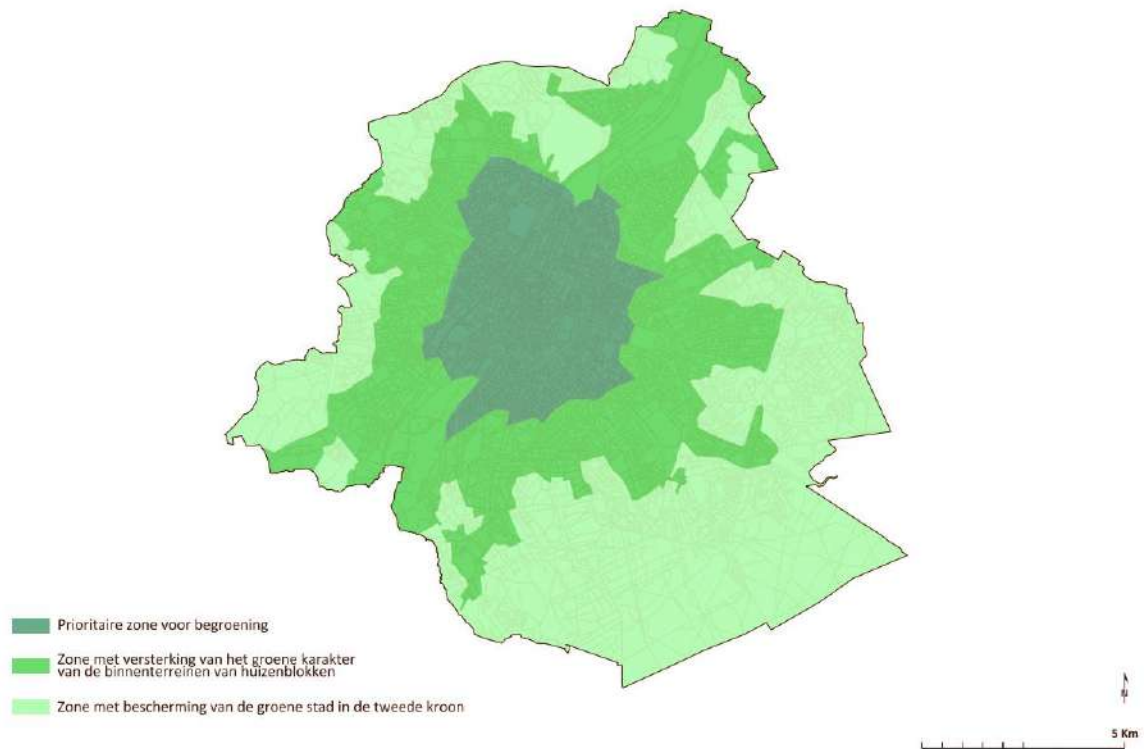 Prioritaire zone voor begroening
Zone met versterking van het groene karakter
van de binnenterreinen van huizenblokken
Zone met bescherming van de groene stad in de tweede kroon
N
5 Km